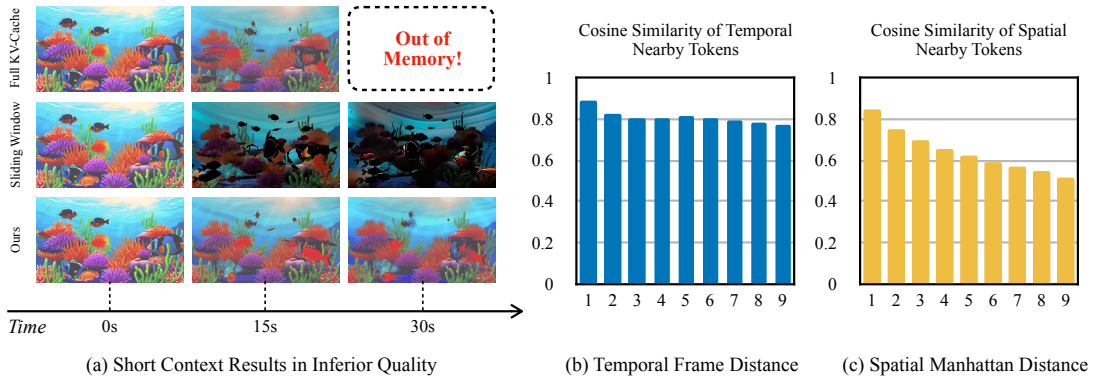 Full KV-Cache
Out of
Memory!
Sliding Window
Ours
Time
0s
15s
30s
(a) Short Context Results in Inferior Quality
Cosine Similarity of Temporal
Nearby Tokens
1
0.8
0.6
0.4
0.2
0
1 2 3 4 5 6 7 8 9
(b) Temporal Frame Distance
Cosine Similarity of Spatial
Nearby Tokens
1
0.8
0.6
0.4
0.2
0
1 2 3 4 5 6 7 8 9
(c) Spatial Manhattan Distance